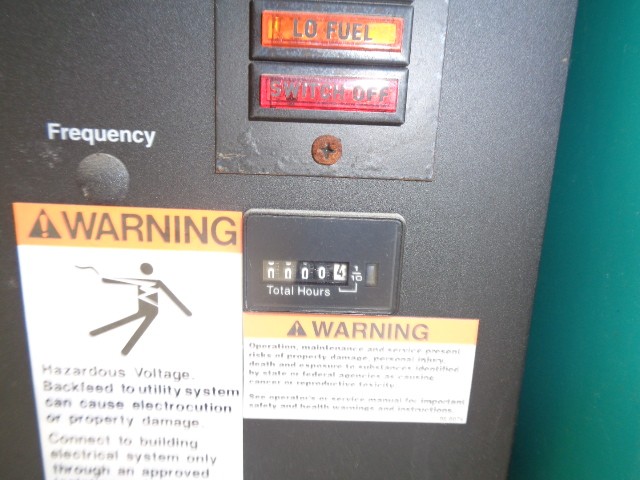 LO FUEL
SWITCH OFF
Frequency
WARNING
00004
1/10
Total Hours
Hazardous Voltage.
Backfeed to utility system
can cause electrocution
or property damage.
Connect to building
electrical system only
through an approved
WARNING
Operation, maintenance and service present
risks of property damage, personal injury,
death and exposure to substances identified
by state or federal agencies as causing
cancer or reproductive toxicity.
See operator's or service manual for important
safety and health warnings and instructions.